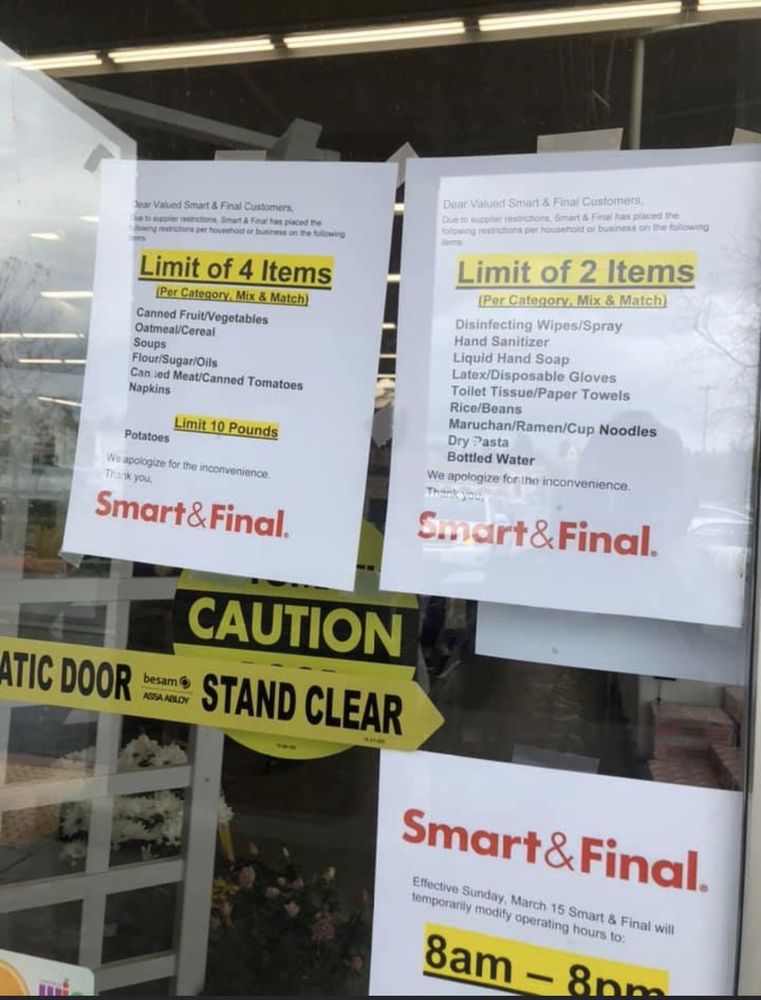 Dear Valued Smart & Final Customers,
Due to supplier restrictions, Smart & Final has placed the
following restrictions per household or business on the following
items:
Limit of 4 Items
(Per Category, Mix & Match)
Canned Fruit/Vegetables
Oatmeal/Cereal
Soups
Flour/Sugar/Oils
Canned Meat/Canned Tomatoes
Napkins
Limit 10 Pounds
Potatoes
We apologize for the inconvenience.
Thank you,
Smart&Final.
Dear Valued Smart & Final Customers,
Due to supplier restrictions, Smart & Final has placed the
following restrictions per household or business on the following
items:
Limit of 2 Items
(Per Category, Mix & Match)
Disinfecting Wipes/Spray
Hand Sanitizer
Liquid Hand Soap
Latex/Disposable Gloves
Toilet Tissue/Paper Towels
Rice/Beans
Maruchan/Ramen/Cup Noodles
Dry Pasta
Bottled Water
We apologize for the inconvenience.
Thank you,
Smart&Final.
CAUTION
ATIC DOOR besam ASSA ABLOY STAND CLEAR
Smart&Final.
Effective Sunday, March 15 Smart & Final will
temporarily modify operating hours to:
8am – 8pm